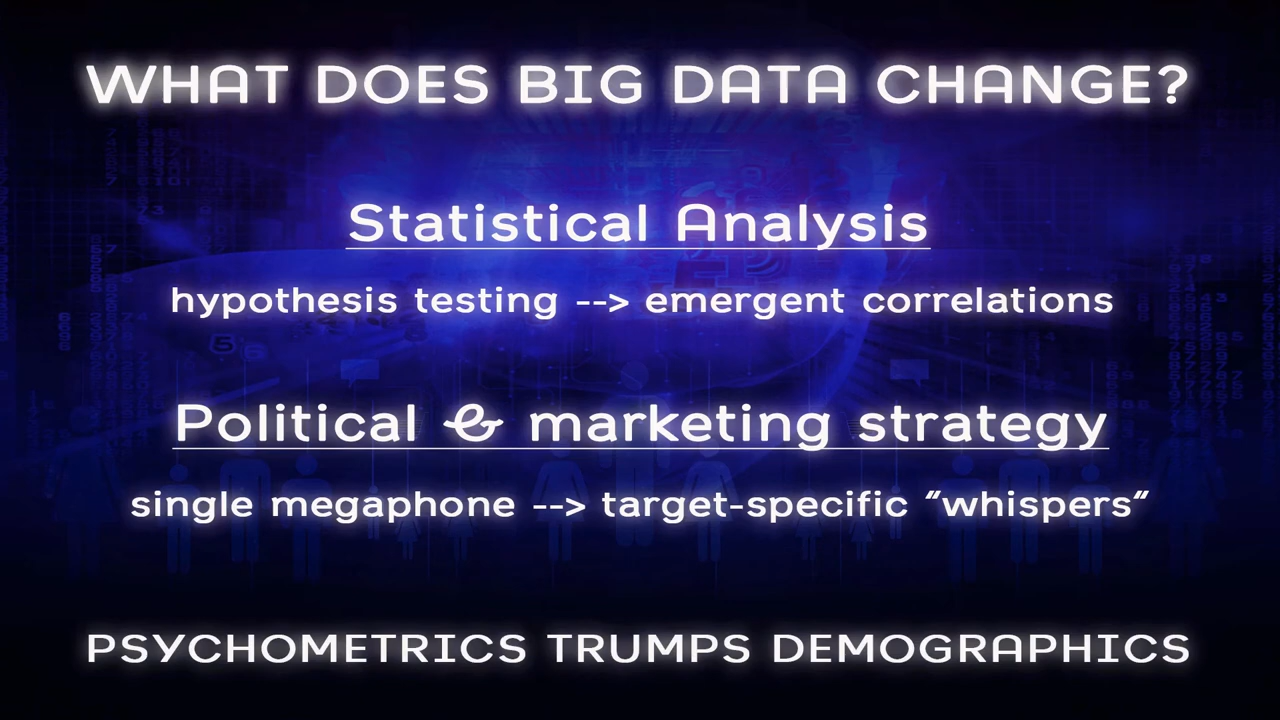 WHAT DOES BIG DATA CHANGE?
Statistical Analysis
hypothesis testing --> emergent correlations
Political & marketing strategy
single megaphone --> target-specific “whispers“
PSYCHOMETRICS TRUMPS DEMOGRAPHICS